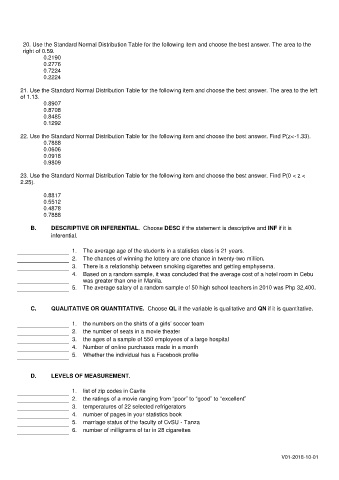 20. Use the Standard Normal Distribution Table for the following item and choose the best answer. The area to the
right of 0.59.
0.2190
0.2776
0.7224
0.2224
21. Use the Standard Normal Distribution Table for the following item and choose the best answer. The area to the left
of 1.13.
0.8907
0.8708
0.8485
0.1292
22. Use the Standard Normal Distribution Table for the following item and choose the best answer. Find P(z<-1.33).
0.7888
0.0606
0.0918
0.9809
23. Use the Standard Normal Distribution Table for the following item and choose the best answer. Find P(0 < z <
2.25).
0.8817
0.5512
0.4878
0.7888
B. DESCRIPTIVE OR INFERENTIAL. Choose DESC if the statement is descriptive and INF if it is
inferential.
1. The average age of the students in a statistics class is 21 years.
2. The chances of winning the lottery are one chance in twenty-two million.
3. There is a relationship between smoking cigarettes and getting emphysema.
4. Based on a random sample, it was concluded that the average cost of a hotel room in Cebu
was greater than one in Manila.
5. The average salary of a random sample of 50 high school teachers in 2010 was Php 32,400.
C. QUALITATIVE OR QUANTITATIVE. Choose QL if the variable is qualitative and QN if it is quantitative.
1. the numbers on the shirts of a girls' soccer team
2. the number of seats in a movie theater
3. the ages of a sample of 550 employees of a large hospital
4. Number of online purchases made in a month
5. Whether the individual has a Facebook profile
D. LEVELS OF MEASUREMENT.
1. list of zip codes in Cavite
2. the ratings of a movie ranging from "poor" to "good" to "excellent"
3. temperatures of 22 selected refrigerators
4. number of pages in your statistics book
5. marriage status of the faculty of CvSU - Tanza
6. number of milligrams of tar in 28 cigarettes
V01-2018-10-01